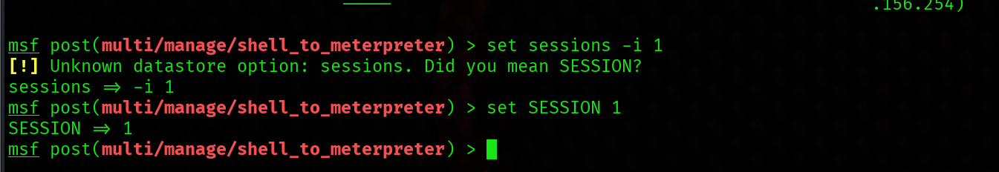 .156.254)
msf post(multi/manage/shell_to_meterpreter) > set sessions -i 1
[!] Unknown datastore option: sessions. Did you mean SESSION?
sessions => -i 1
msf post(multi/manage/shell_to_meterpreter) > set SESSION 1
SESSION => 1
msf post(multi/manage/shell_to_meterpreter) >